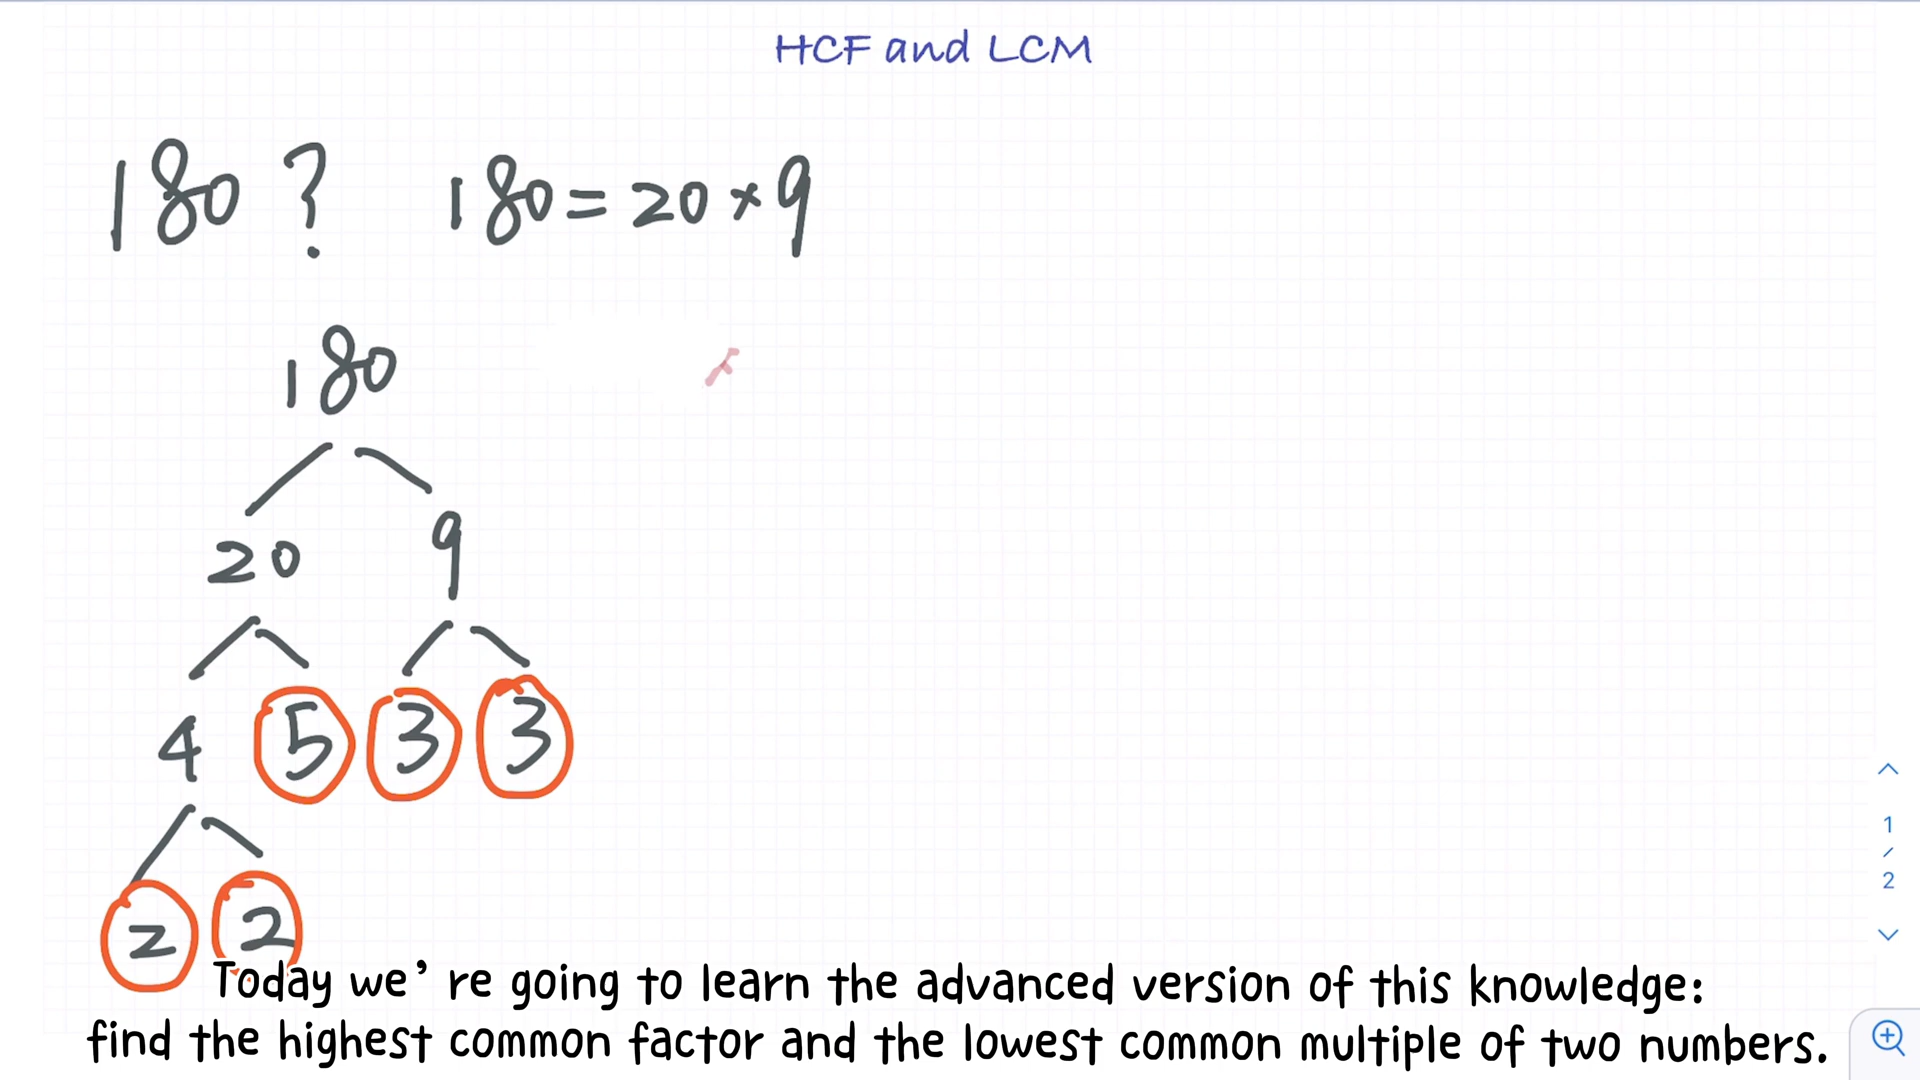 HCF and LCM
180 ? 180 = 20 × 9
180
20 9
4 5 3 3
2 2
Today we’re going to learn the advanced version of this knowledge:
find the highest common factor and the lowest common multiple of two numbers.
1
/
2